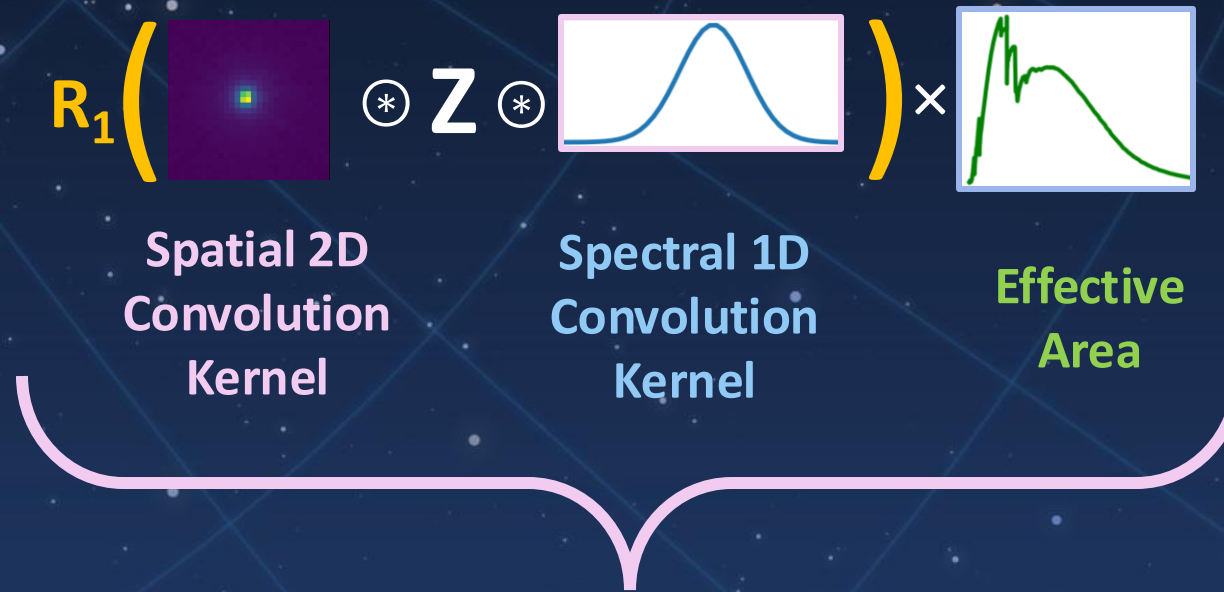 R₁( ⊛ Z ⊛ ) ×
Spatial 2D
Convolution
Kernel
Spectral 1D
Convolution
Kernel
Effective
Area